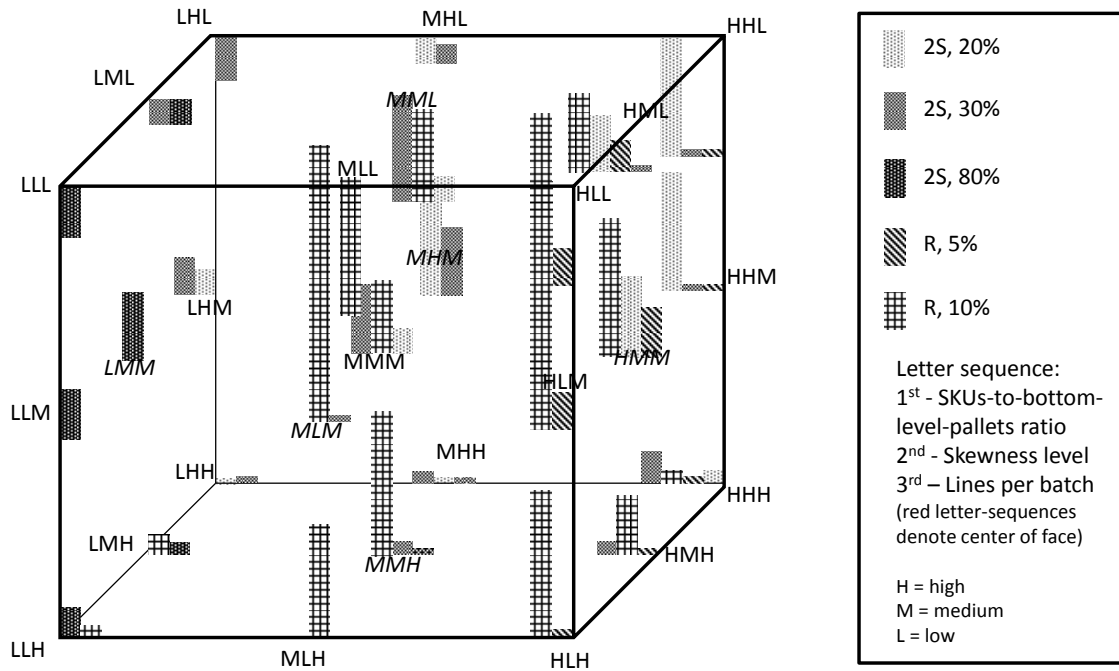 LHL
MHL
HHL
LML
MML
HML
MLL
LLL
HLL
MHM
HHM
LHM
LMM
MMM
HMM
HLM
LLM
MLM
MHH
LHH
HHH
LMH
MMH
HMH
LLH
MLH
HLH
2S, 20%
2S, 30%
2S, 80%
R, 5%
R, 10%
Letter sequence:
1st - SKUs-to-bottom-
level-pallets ratio
2nd - Skewness level
3rd – Lines per batch
(red letter-sequences
denote center of face)
H = high
M = medium
L = low